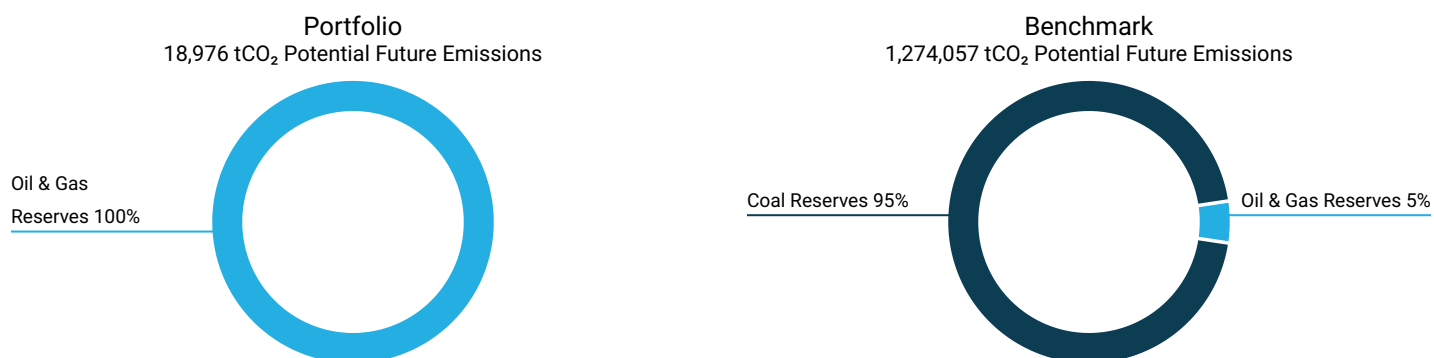 Portfolio
18,976 tCO₂ Potential Future Emissions
Oil & Gas
Reserves 100%
Benchmark
1,274,057 tCO₂ Potential Future Emissions
Coal Reserves 95%
Oil & Gas Reserves 5%